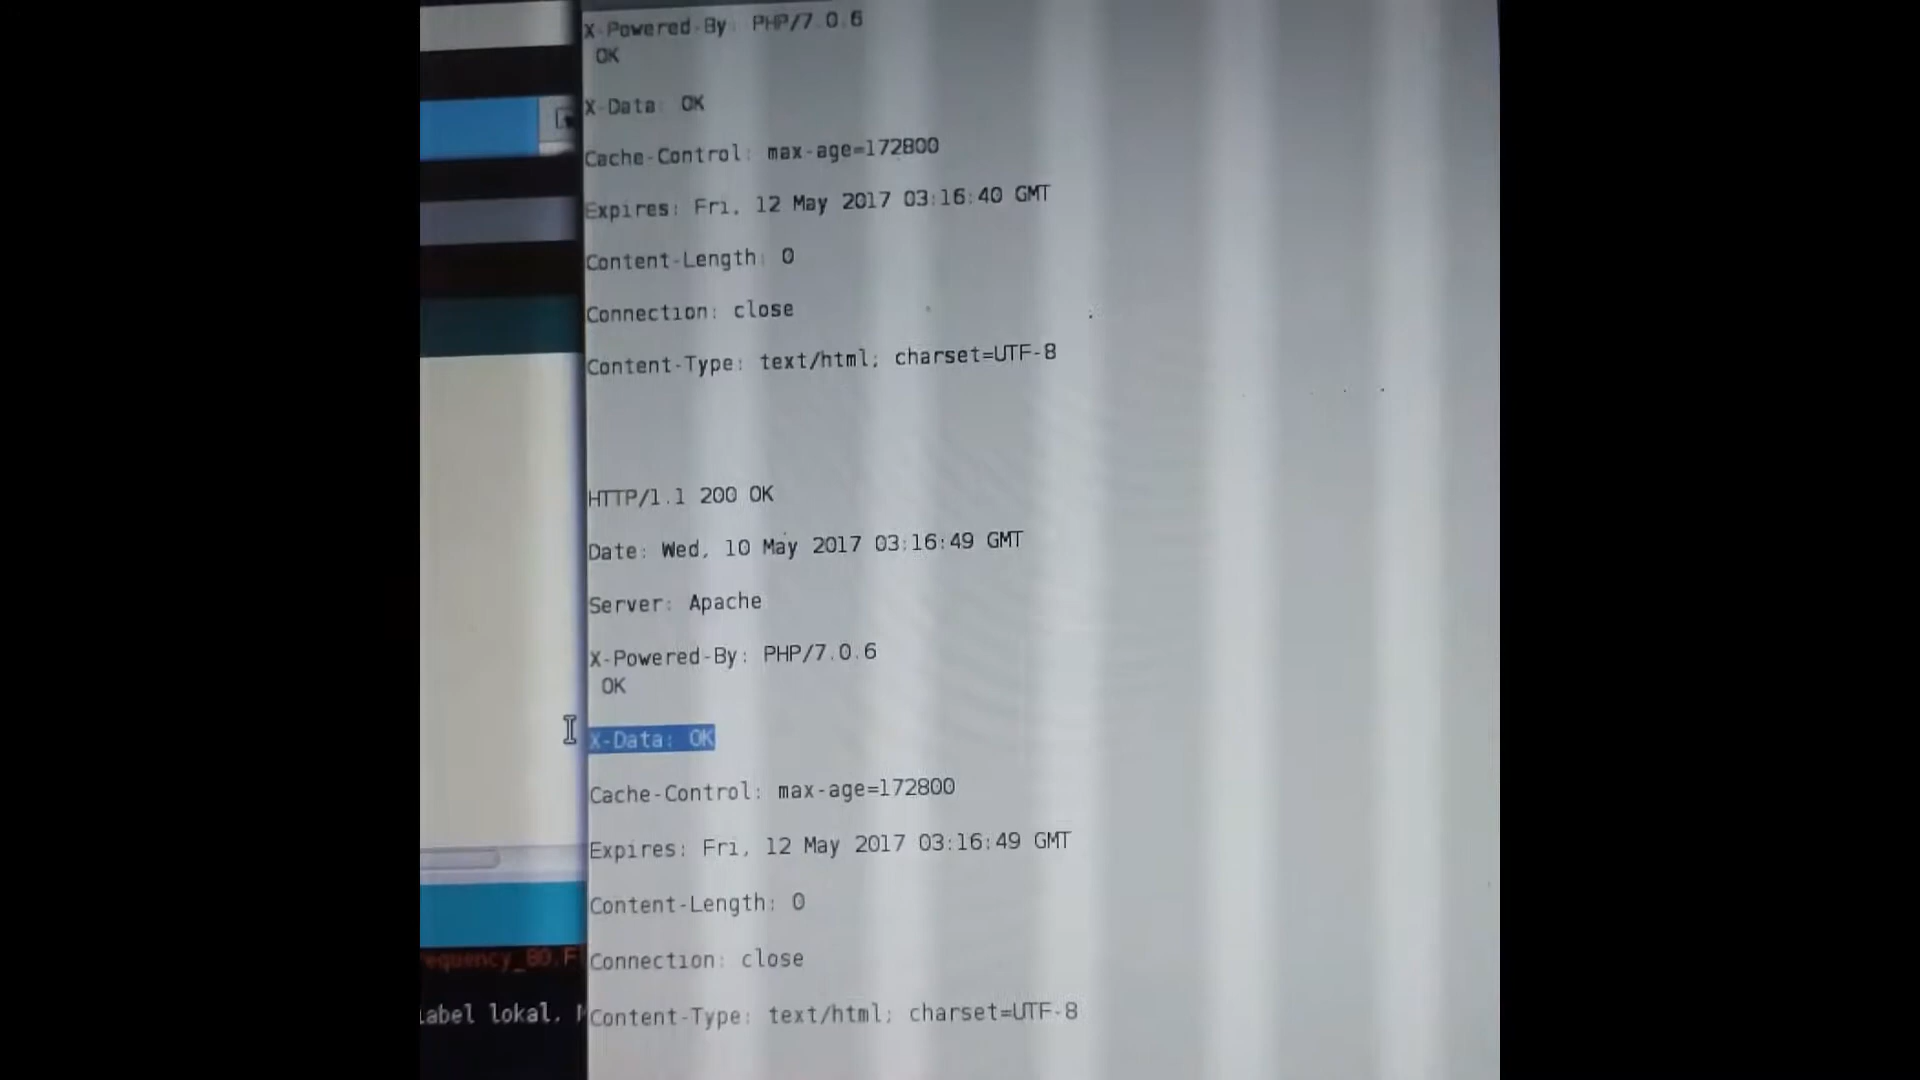 X-Powered-By: PHP/7.0.6
OK
X-Data: OK
Cache-Control: max-age=172800
Expires: Fri, 12 May 2017 03:16:40 GMT
Content-Length: 0
Connection: close
Content-Type: text/html; charset=UTF-8
HTTP/1.1 200 OK
Date: Wed, 10 May 2017 03:16:49 GMT
Server: Apache
X-Powered-By: PHP/7.0.6
OK
X-Data: OK
Cache-Control: max-age=172800
Expires: Fri, 12 May 2017 03:16:49 GMT
Content-Length: 0
equency_80.F
Connection: close
label lokal.
Content-Type: text/html; charset=UTF-8